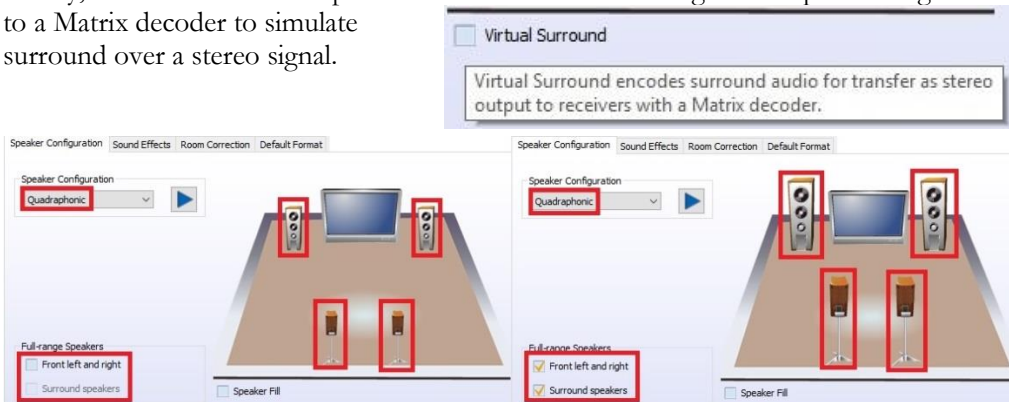 to a Matrix decoder to simulate
surround over a stereo signal.
Virtual Surround
Virtual Surround encodes surround audio for transfer as stereo
output to receivers with a Matrix decoder.
Speaker Configuration Sound Effects Room Correction Default Format
Speaker Configuration
Quadraphonic
Full-range Speakers
Front left and right
Surround speakers
Speaker Fill
Speaker Configuration Sound Effects Room Correction Default Format
Speaker Configuration
Quadraphonic
Full-range Speakers
Front left and right
Surround speakers
Speaker Fill